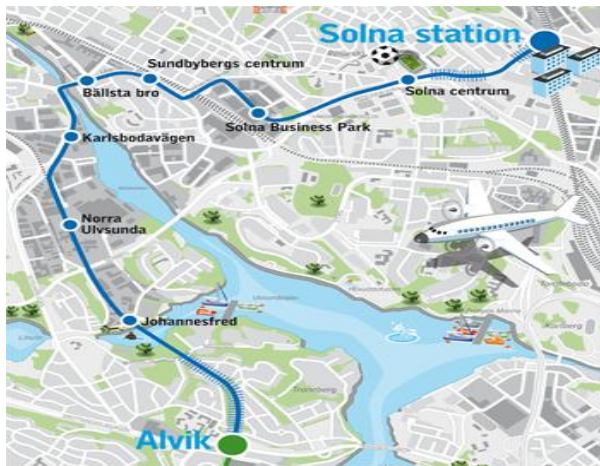 Solna station
Sundbybergs centrum
Bällsta bro
Solna centrum
Solna Business Park
Karlsbodavägen
Norra
Ulvsunda
Johannesfred
Alvik